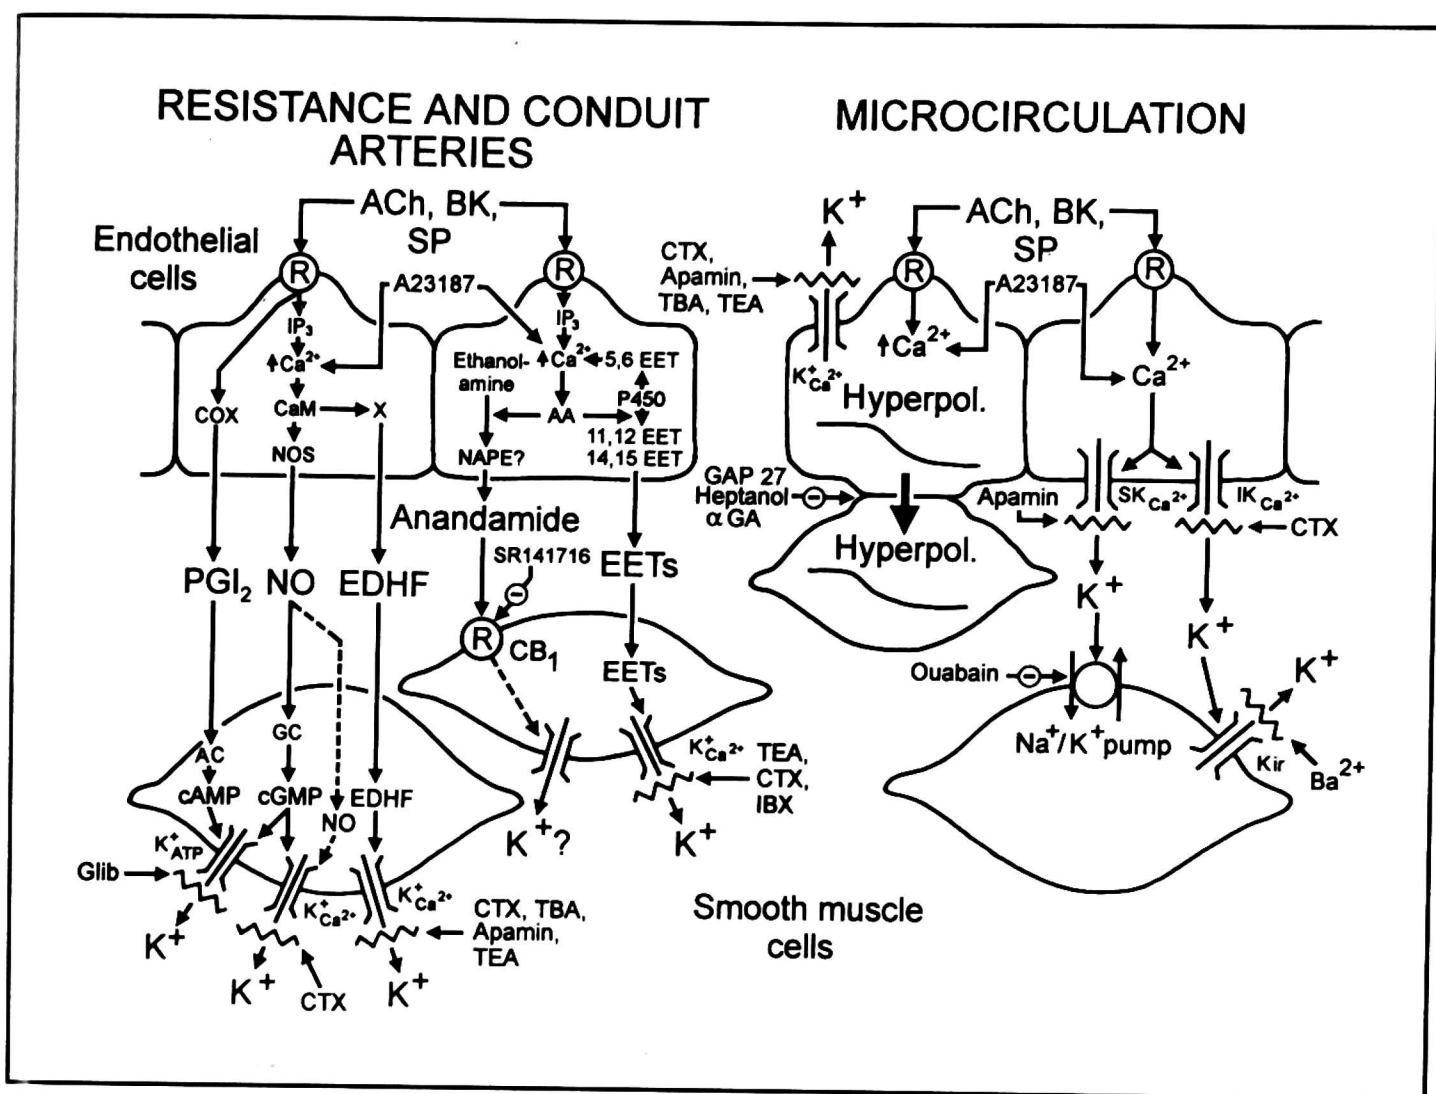 RESISTANCE AND CONDUIT
ARTERIES
MICROCIRCULATION
ACh, BK,
SP
Endothelial
cells
R
R
A23187
IP3
↑Ca2+
COX
CaM
X
NOS
IP3
↑Ca2+
5,6 EET
Ethanol-
amine
P450
AA
11,12 EET
14,15 EET
NAPE?
Anandamide
SR141716
PGI2
NO
EDHF
EETs
R
CB1
EETs
AC
GC
cAMP
cGMP
EDHF
NO
K+ATP
Glib
K+
K+Ca2+
K+
CTX
K+Ca2+
CTX, TBA,
Apamin,
TEA
K+
K+?
K+Ca2+
TEA,
CTX,
IBX
K+
Smooth muscle
cells
K+
CTX,
Apamin,
TBA, TEA
K+Ca2+
ACh, BK,
SP
R
R
A23187
↑Ca2+
Ca2+
Hyperpol.
GAP 27
Heptanol
α GA
Hyperpol.
Apamin
SKCa2+
IKCa2+
CTX
K+
K+
Ouabain
Na+/K+pump
K+
Kir
Ba2+